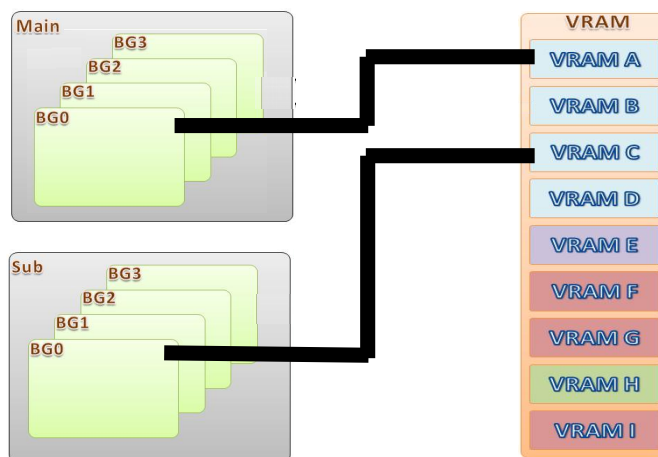 Main
BG3
BG2
BG1
BG0
Sub
BG3
BG2
BG1
BG0
VRAM
VRAM A
VRAM B
VRAM C
VRAM D
VRAM E
VRAM F
VRAM G
VRAM H
VRAM I